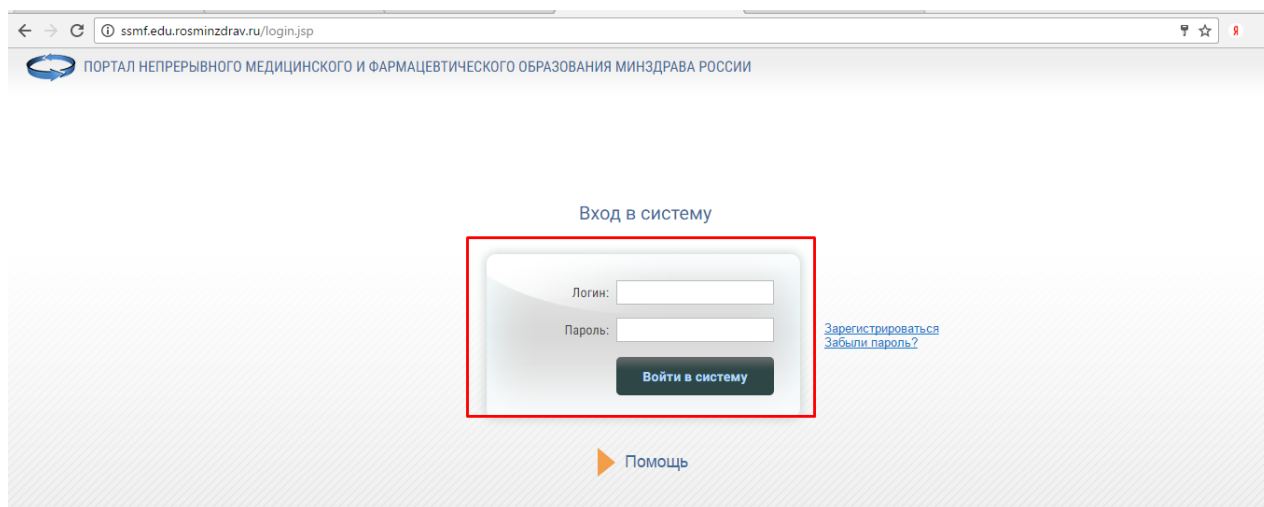 ssmf.edu.rosminzdrav.ru/login.jsp
Я
ПОРТАЛ НЕПРЕРЫВНОГО МЕДИЦИНСКОГО И ФАРМАЦЕВТИЧЕСКОГО ОБРАЗОВАНИЯ МИНЗДРАВА РОССИИ
Вход в систему
Логин:
Пароль:
Зарегистрироваться
Забыли пароль?
Войти в систему
Помощь